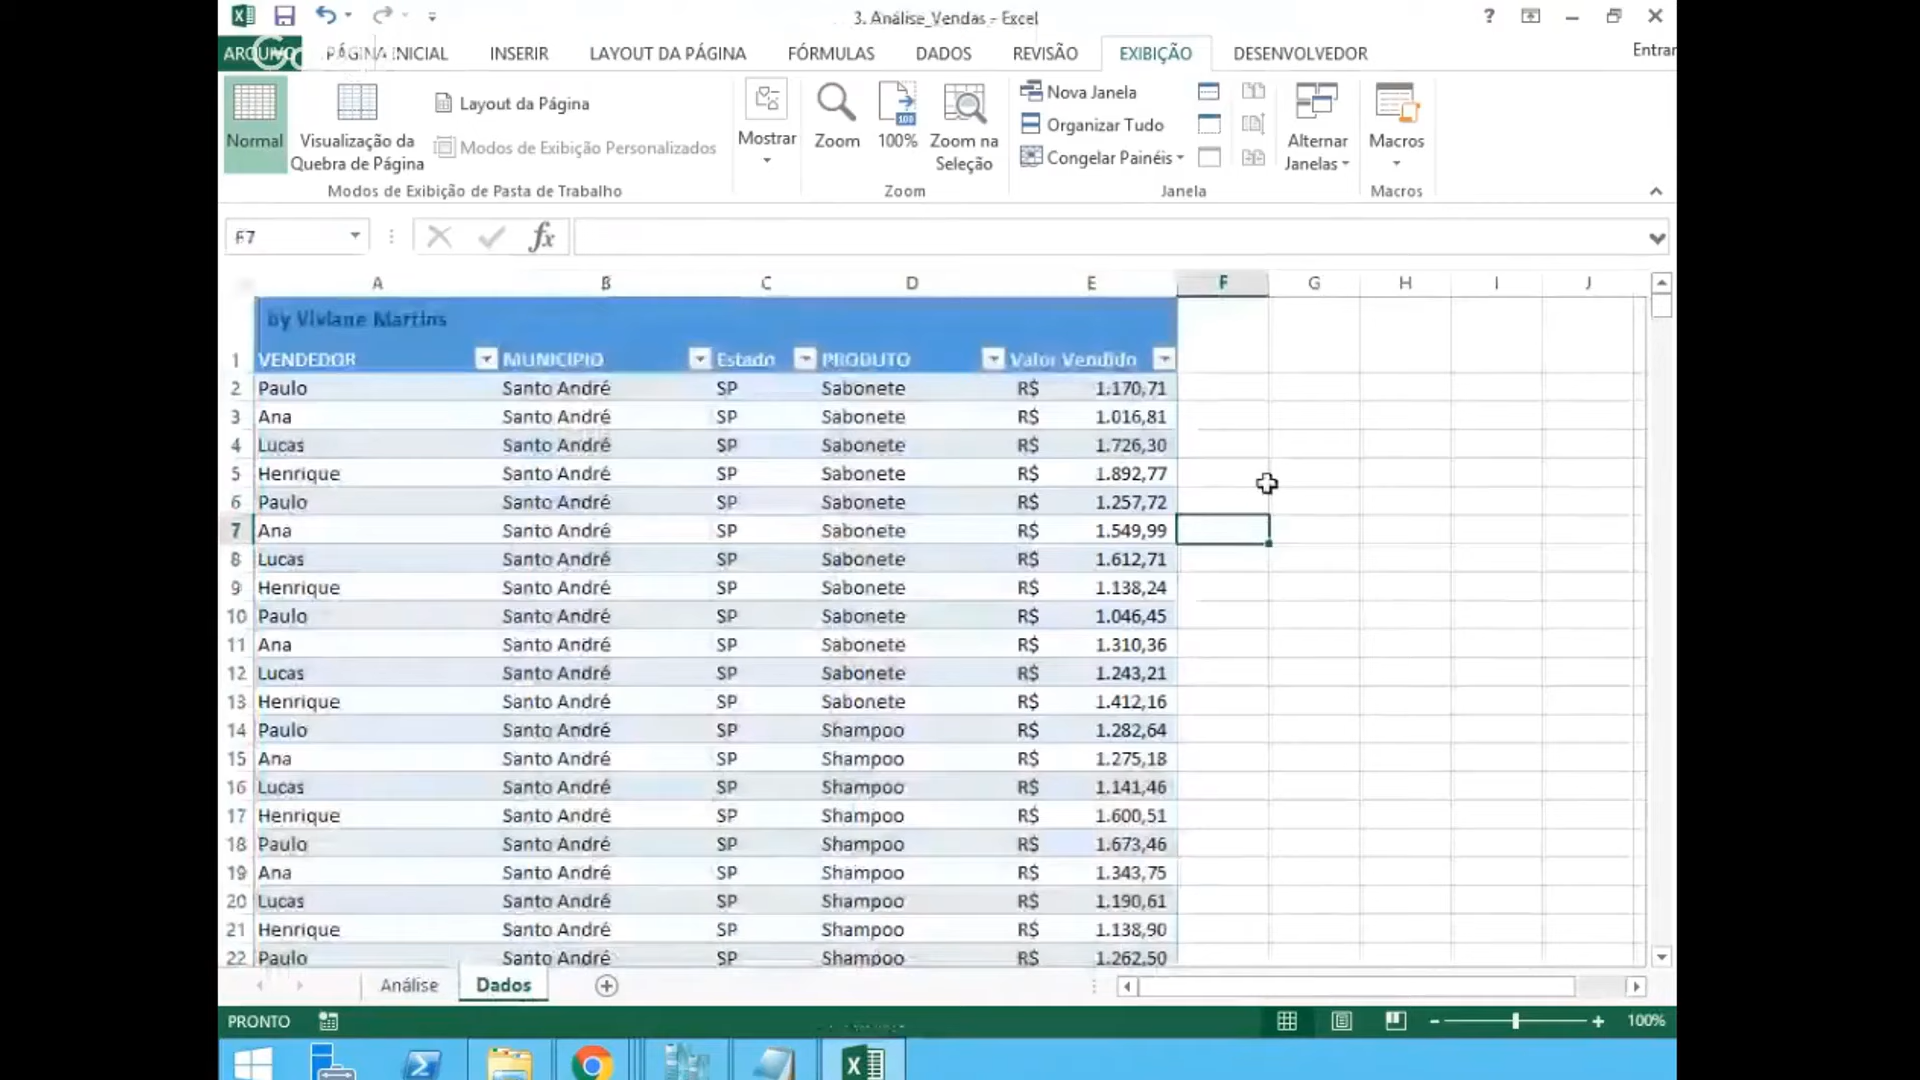 3. Análise_Vendas - Excel
ARQUIVO PÁGINA INICIAL INSERIR LAYOUT DA PÁGINA FÓRMULAS DADOS REVISÃO EXIBIÇÃO DESENVOLVEDOR Entrar
Normal
Visualização da
Quebra de Página
Layout da Página
Modos de Exibição Personalizados
Modos de Exibição de Pasta de Trabalho
Mostrar
Zoom
100%
Zoom na
Seleção
Zoom
Nova Janela
Organizar Tudo
Congelar Painéis
Janela
Alternar
Janelas
Macros
Macros
F7
fx
A B C D E F G H I J
by Viviane Martins
1 VENDEDOR MUNICIPIO Estado PRODUTO Valor Vendido
2 Paulo Santo André SP Sabonete R$ 1.170,71
3 Ana Santo André SP Sabonete R$ 1.016,81
4 Lucas Santo André SP Sabonete R$ 1.726,30
5 Henrique Santo André SP Sabonete R$ 1.892,77
6 Paulo Santo André SP Sabonete R$ 1.257,72
7 Ana Santo André SP Sabonete R$ 1.549,99
8 Lucas Santo André SP Sabonete R$ 1.612,71
9 Henrique Santo André SP Sabonete R$ 1.138,24
10 Paulo Santo André SP Sabonete R$ 1.046,45
11 Ana Santo André SP Sabonete R$ 1.310,36
12 Lucas Santo André SP Sabonete R$ 1.243,21
13 Henrique Santo André SP Sabonete R$ 1.412,16
14 Paulo Santo André SP Shampoo R$ 1.282,64
15 Ana Santo André SP Shampoo R$ 1.275,18
16 Lucas Santo André SP Shampoo R$ 1.141,46
17 Henrique Santo André SP Shampoo R$ 1.600,51
18 Paulo Santo André SP Shampoo R$ 1.673,46
19 Ana Santo André SP Shampoo R$ 1.343,75
20 Lucas Santo André SP Shampoo R$ 1.190,61
21 Henrique Santo André SP Shampoo R$ 1.138,90
22 Paulo Santo André SP Shampoo R$ 1.262,50
Análise Dados
PRONTO 100%